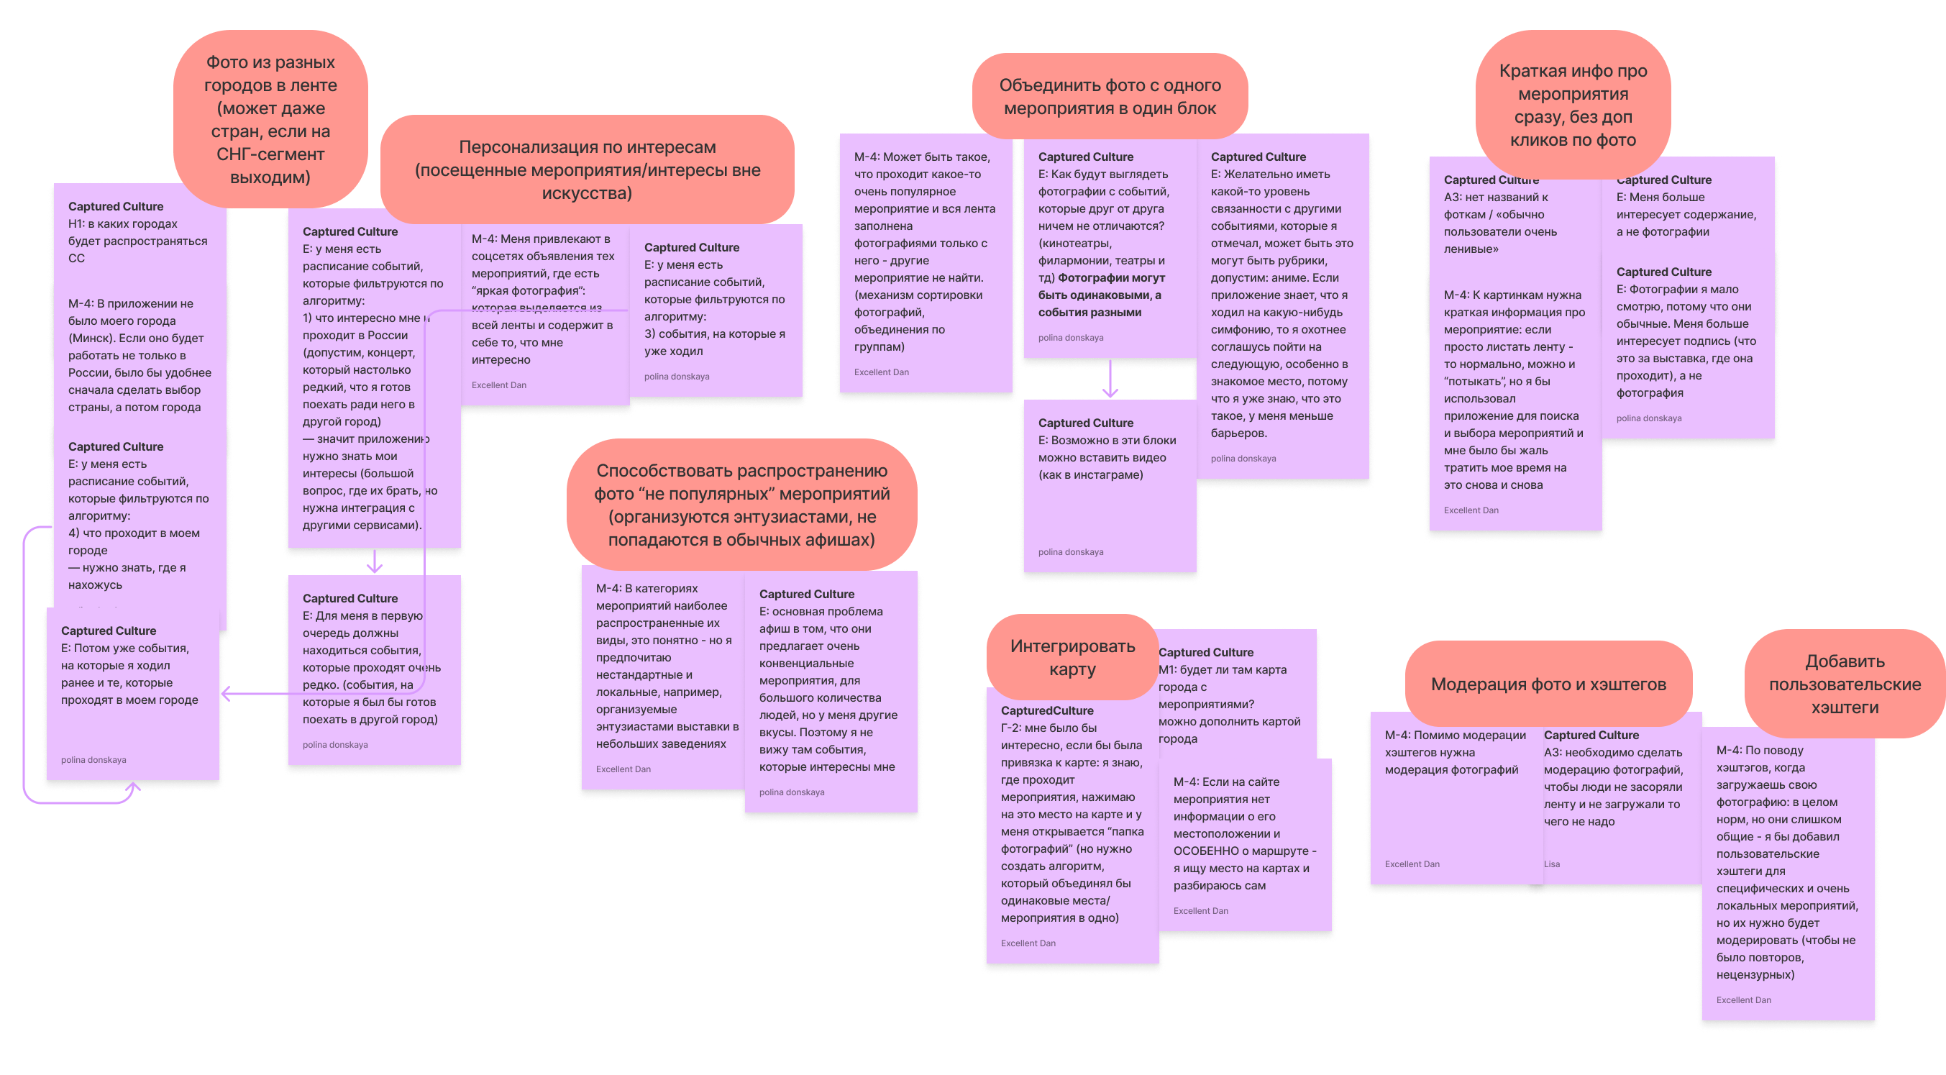 Фото из разных
городов в ленте
(может даже
стран, если на
СНГ-сегмент
выходим)
Captured Culture
Н1: в каких городах
будет распространяться
СС
М-4: В приложении не
было моего города
(Минск). Если оно будет
работать не только в
России, было бы удобнее
сначала сделать выбор
страны, а потом города
Captured Culture
Е: у меня есть
расписание событий,
которые фильтруются по
алгоритму:
4) что проходит в моем
городе
— нужно знать, где я
нахожусь
Captured Culture
Е: Потом уже события,
на которые я ходил
ранее и те, которые
проходят в моем городе
polina donskaya
Персонализация по интересам
(посещенные мероприятия/интересы вне
искусства)
Captured Culture
Е: у меня есть
расписание событий,
которые фильтруются по
алгоритму:
1) что интересно мне и
проходит в России
(допустим, концерт,
который настолько
редкий, что я готов
поехать ради него в
другой город)
— значит приложению
нужно знать мои
интересы (большой
вопрос, где их брать, но
нужна интеграция с
другими сервисами).
Captured Culture
Е: Для меня в первую
очередь должны
находиться события,
которые проходят очень
редко. (события, на
которые я был бы готов
поехать в другой город)
polina donskaya
М-4: Меня привлекают в
соцсетях объявления тех
мероприятий, где есть
“яркая фотография“:
которая выделяется из
всей ленты и содержит в
себе то, что мне
интересно
Excellent Dan
Captured Culture
Е: у меня есть
расписание событий,
которые фильтруются по
алгоритму:
3) события, на которые я
уже ходил
polina donskaya
Способствовать распространению
фото “не популярных” мероприятий
(организуются энтузиастами, не
попадаются в обычных афишах)
М-4: В категориях
мероприятий наиболее
распространенные их
виды, это понятно - но я
предпочитаю
нестандартные и
локальные, например,
организуемые
энтузиастами выставки в
небольших заведениях
Excellent Dan
Captured Culture
Е: основная проблема
афиш в том, что они
предлагает очень
конвенциальные
мероприятия, для
большого количества
людей, но у меня другие
вкусы. Поэтому я не
вижу там события,
которые интересны мне
polina donskaya
Объединить фото с одного
мероприятия в один блок
М-4: Может быть такое,
что проходит какое-то
очень популярное
мероприятие и вся лента
заполнена
фотографиями только с
него - другие
мероприятие не найти.
(механизм сортировки
фотографий,
объединения по
группам)
Excellent Dan
Captured Culture
Е: Как будут выглядеть
фотографии с событий,
которые друг от друга
ничем не отличаются?
(кинотеатры,
филармонии, театры и
тд) Фотографии могут
быть одинаковыми, а
события разными
polina donskaya
Captured Culture
Е: Возможно в эти блоки
можно вставить видео
(как в инстаграме)
polina donskaya
Captured Culture
Е: Желательно иметь
какой-то уровень
связанности с другими
событиями, которые я
отмечал, может быть это
могут быть рубрики,
допустим: аниме. Если
приложение знает, что я
ходил на какую-нибудь
симфонию, то я охотнее
соглашусь пойти на
следующую, особенно в
знакомое место, потому
что я уже знаю, что это
такое, у меня меньше
барьеров.
polina donskaya
Краткая инфо про
мероприятия
сразу, без доп
кликов по фото
Captured Culture
А3: нет названий к
фоткам / «обычно
пользователи очень
ленивые»
М-4: К картинкам нужна
краткая информация про
мероприятие: если
просто листать ленту -
то нормально, можно и
“потыкать”, но я бы
использовал
приложение для поиска
и выбора мероприятий и
мне было бы жаль
тратить мое время на
это снова и снова
Excellent Dan
Captured Culture
Е: Меня больше
интересует содержание,
а не фотографии
Captured Culture
Е: Фотографии я мало
смотрю, потому что они
обычные. Меня больше
интересует подпись (что
это за выставка, где она
проходит), а не
фотография
polina donskaya
Интегрировать
карту
CapturedCulture
Г-2: мне было бы
интересно, если бы была
привязка к карте: я знаю,
где проходит
мероприятия, нажимаю
на это место на карте и у
меня открывается “папка
фотографий” (но нужно
создать алгоритм,
который объединял бы
одинаковые места/
мероприятия в одно)
Excellent Dan
Captured Culture
М1: будет ли там карта
города с
мероприятиями?
можно дополнить картой
города
М-4: Если на сайте
мероприятия нет
информации о его
местоположении и
ОСОБЕННО о маршруте -
я ищу место на картах и
разбираюсь сам
Excellent Dan
Модерация фото и хэштегов
М-4: Помимо модерации
хэштегов нужна
модерация фотографий
Excellent Dan
Captured Culture
А3: необходимо сделать
модерацию фотографий,
чтобы люди не засоряли
ленту и не загружали то
чего не надо
Lisa
Добавить
пользовательские
хэштеги
М-4: По поводу
хэштэгов, когда
загружаешь свою
фотографию: в целом
норм, но они слишком
общие - я бы добавил
пользовательские
хэштеги для
специфических и очень
локальных мероприятий,
но их нужно будет
модерировать (чтобы не
было повторов,
нецензурных)
Excellent Dan